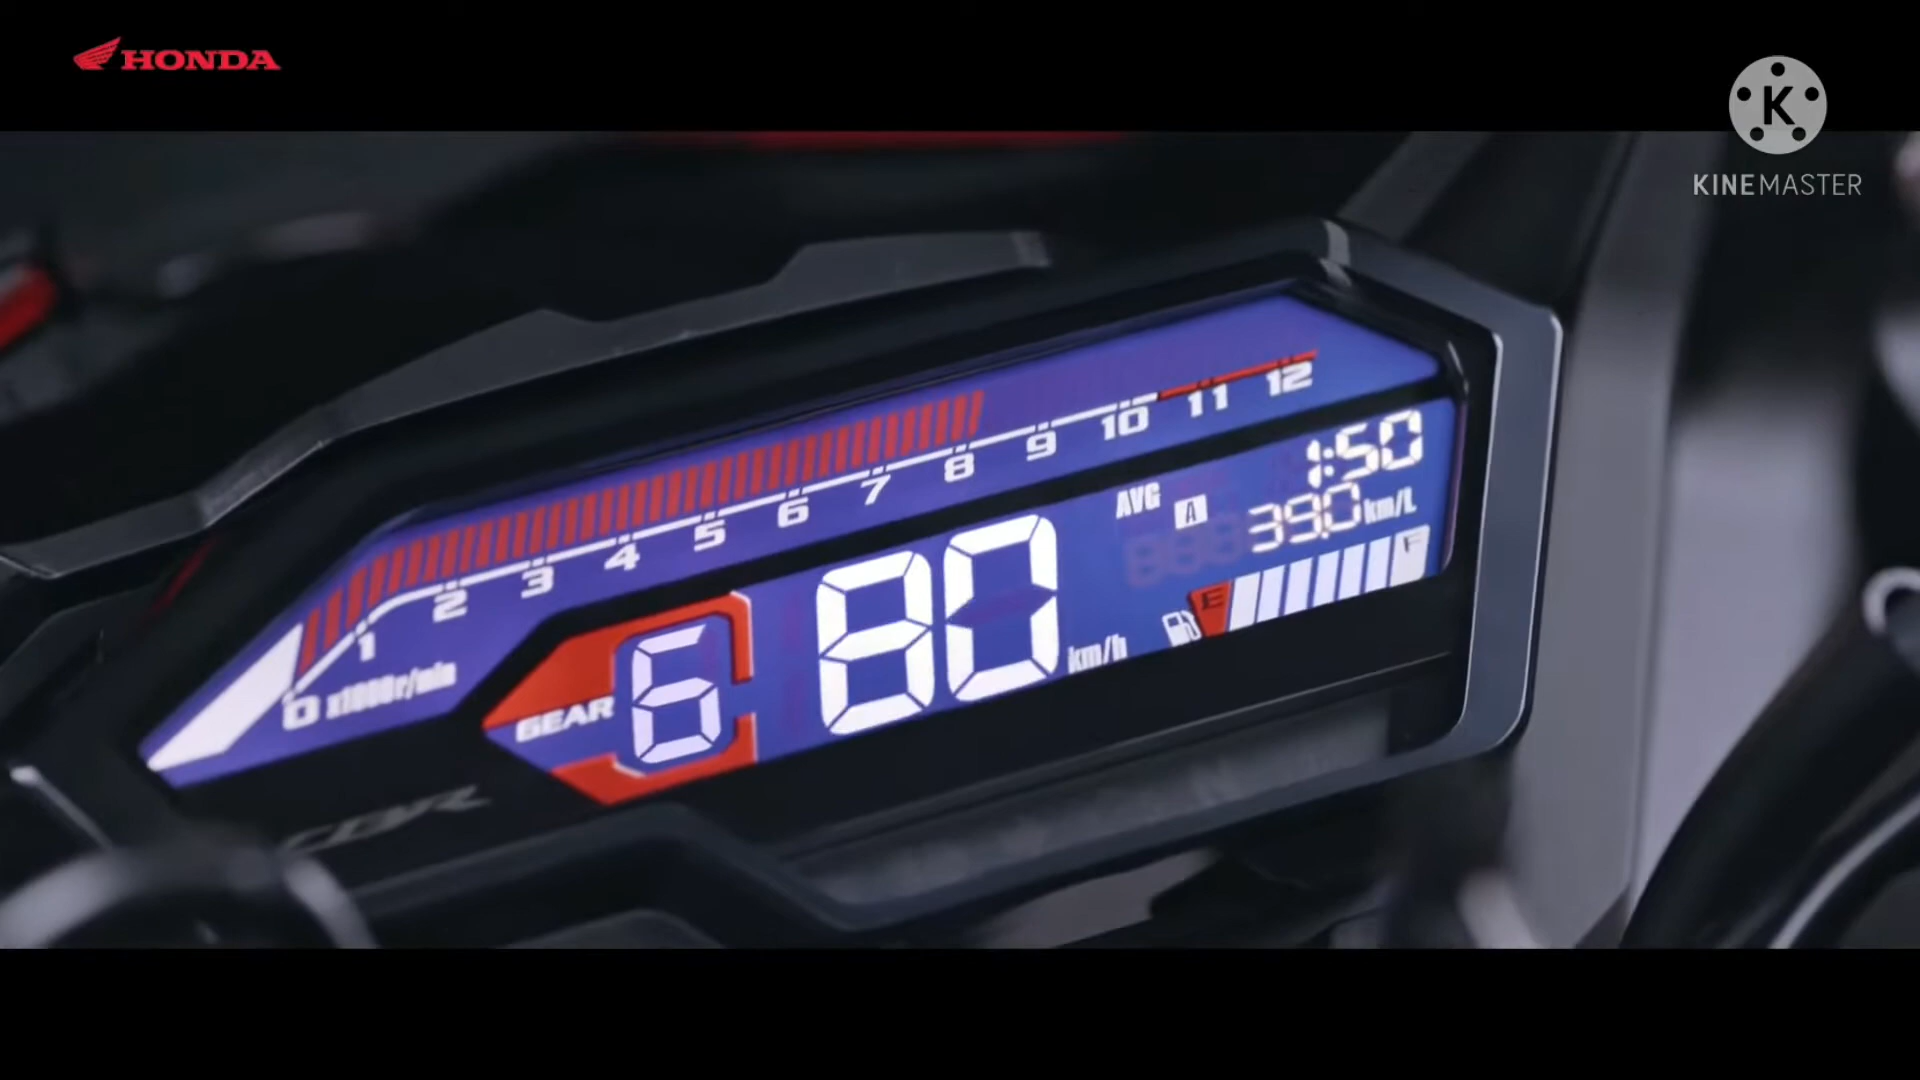 HONDA
K
KINEMASTER
0 1 2 3 4 5 6 7 8 9 10 11 12
x1000r/min
1:50
AVG A 39.0 km/L
GEAR 6 80 km/h
E F
CBR